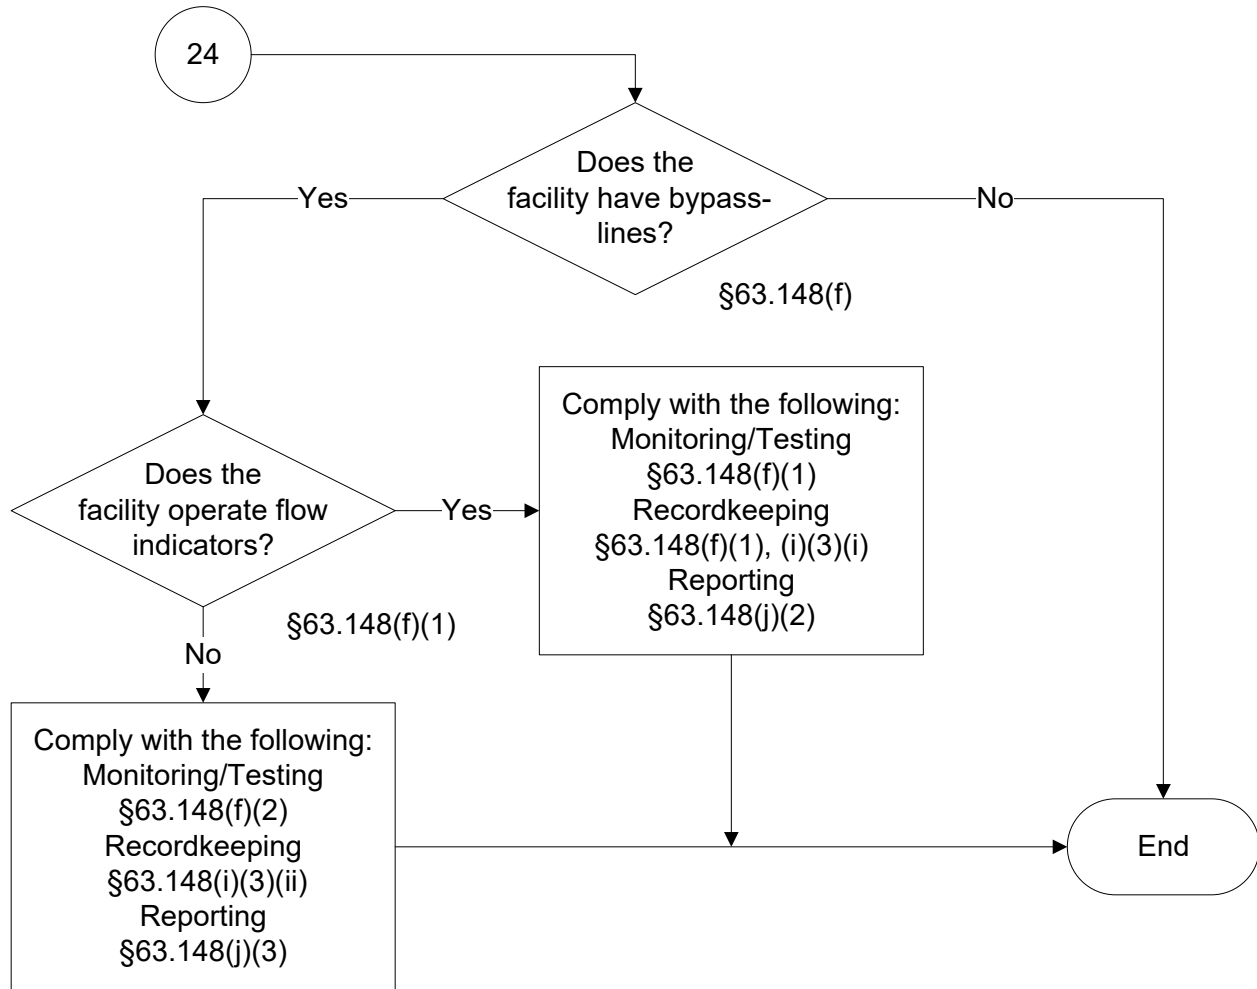 24
Does the
facility have bypass-
lines?
Yes
No
§63.148(f)
Does the
facility operate flow
indicators?
Yes
§63.148(f)(1)
No
Comply with the following:
Monitoring/Testing
§63.148(f)(1)
Recordkeeping
§63.148(f)(1), (i)(3)(i)
Reporting
§63.148(j)(2)
Comply with the following:
Monitoring/Testing
§63.148(f)(2)
Recordkeeping
§63.148(i)(3)(ii)
Reporting
§63.148(j)(3)
End